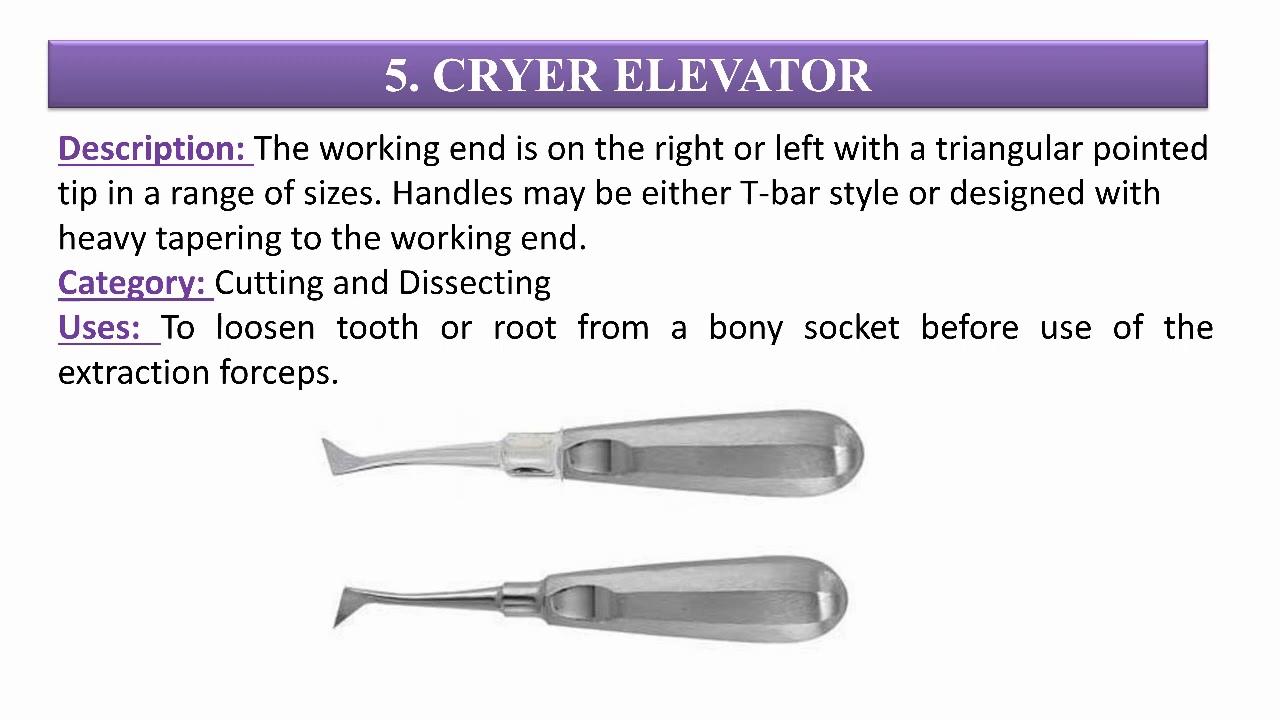 5. CRYER ELEVATOR
Description: The working end is on the right or left with a triangular pointed
tip in a range of sizes. Handles may be either T-bar style or designed with
heavy tapering to the working end.
Category: Cutting and Dissecting
Uses: To loosen tooth or root from a bony socket before use of the
extraction forceps.